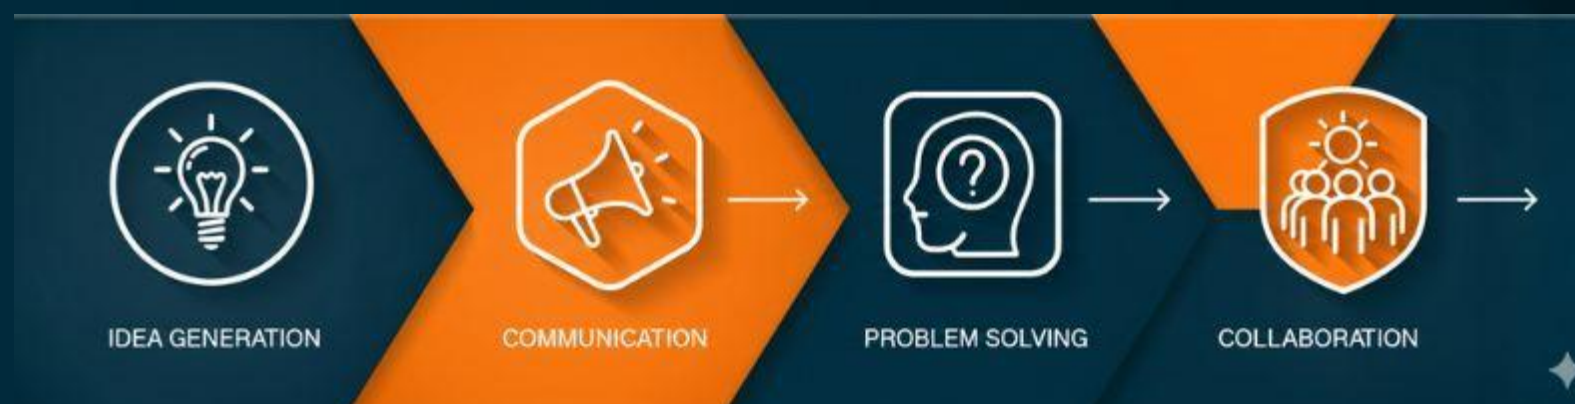 IDEA GENERATION
COMMUNICATION
?
PROBLEM SOLVING
COLLABORATION